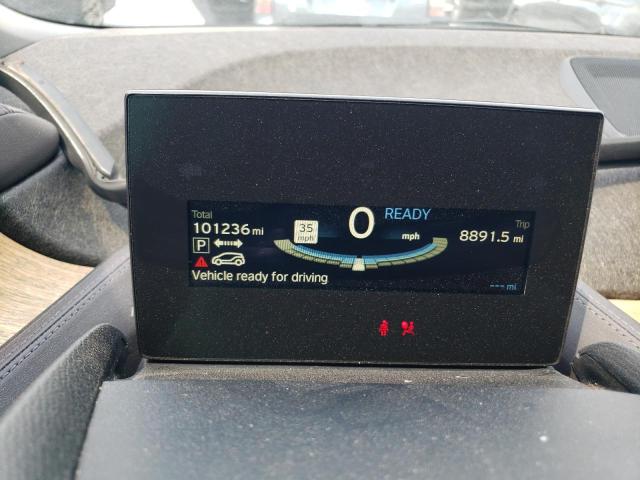 Total
101236 mi
P
35
mph
0
READY
mph
Trip
8891.5 mi
Vehicle ready for driving
--- mi